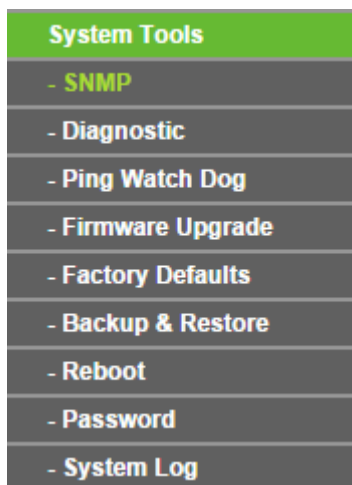 System Tools
- SNMP
- Diagnostic
- Ping Watch Dog
- Firmware Upgrade
- Factory Defaults
- Backup & Restore
- Reboot
- Password
- System Log